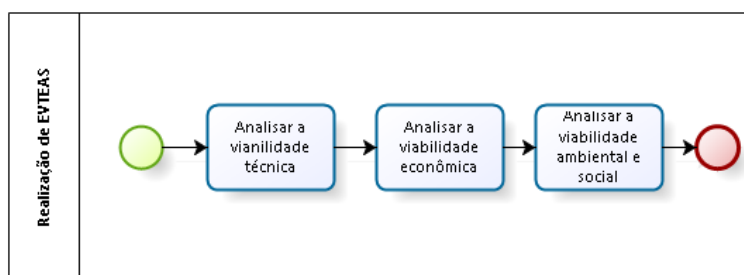 Realização de EVTEAS
Analisar a
vianilidade
técnica
Analisar a
viabilidade
econômica
Analisar a
viabilidade
ambiental e
social